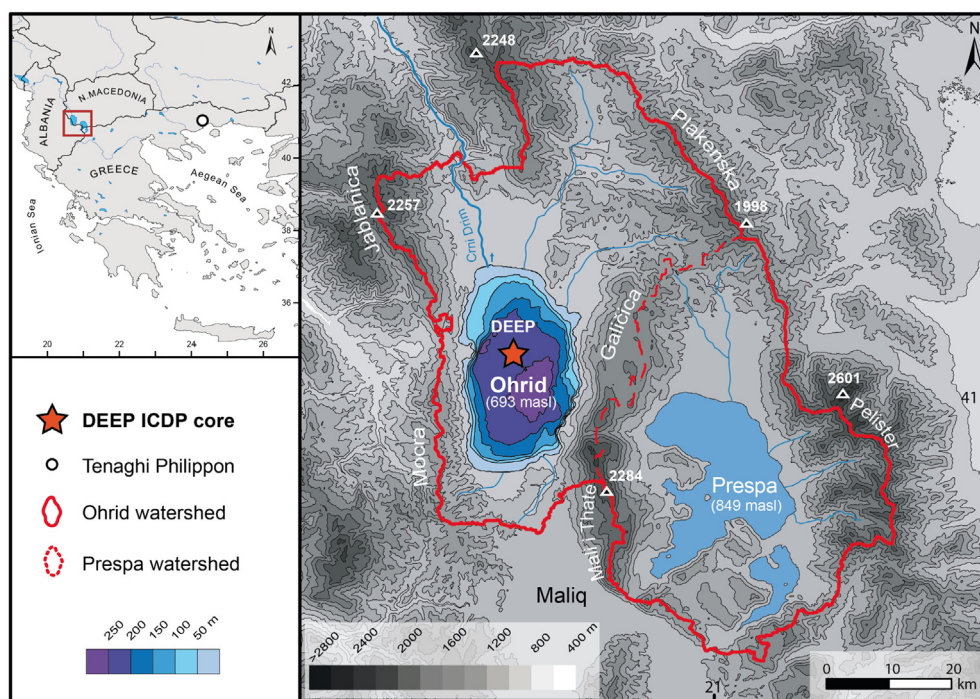 N
42
40
38
36
20
22
24
26
ALBANIA
N.MACEDONIA
GREECE
Aegean Sea
Ionian Sea
DEEP ICDP core
Tenaghi Philippon
Ohrid watershed
Prespa watershed
250 200 150 100 50 m
N
2248
Plakenska
1998
Jablanica
2257
Crni Drim
Galicica
DEEP
Ohrid
(693 masl)
41
2601
Pelister
Mocra
2284
Mali i Thate
Prespa
(849 masl)
Maliq
>2800 2400 2000 1600 1200 800 400 m
21
0 10 20
km